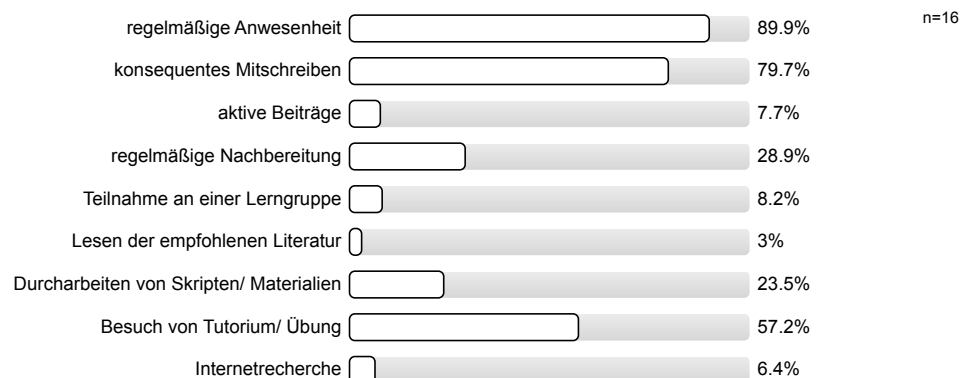 regelmäßige Anwesenheit 89.9% n=16
konsequentes Mitschreiben 79.7%
aktive Beiträge 7.7%
regelmäßige Nachbereitung 28.9%
Teilnahme an einer Lerngruppe 8.2%
Lesen der empfohlenen Literatur 3%
Durcharbeiten von Skripten/ Materialien 23.5%
Besuch von Tutorium/ Übung 57.2%
Internetrecherche 6.4%